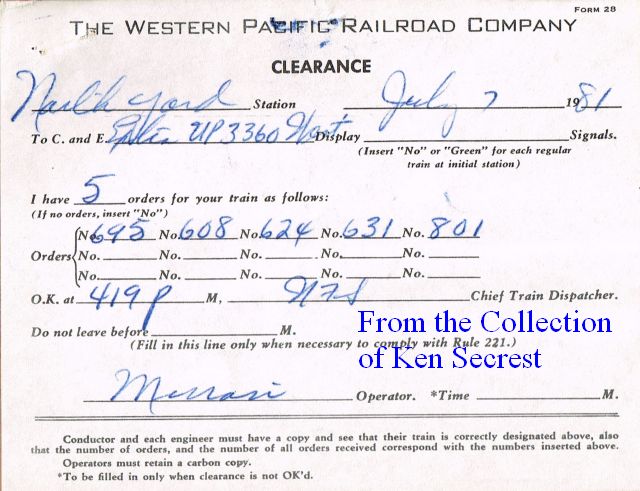 FORM 28
THE WESTERN PACIFIC RAILROAD COMPANY
CLEARANCE
North Yard Station July 7 1981
To C. and E. Extra UP 3360 West Display Signals.
(Insert "No" or "Green" for each regular
train at initial station)
I have 5 orders for your train as follows:
(If no orders, insert "No")
No. 695 No. 608 No. 624 No. 631 No. 801
Orders
No. No. No. No. No.
No. No. No. No. No.
O.K. at 419 P M, Chief Train Dispatcher.
Do not leave before M.
(Fill in this line only when necessary to comply with Rule 221.)
From the Collection
of Ken Secrest
Operator. *Time M.
Conductor and each engineer must have a copy and see that their train is correctly designated above, also
that the number of orders, and the number of all orders received correspond with the numbers inserted above.
Operators must retain a carbon copy.
*To be filled in only when clearance is not OK'd.